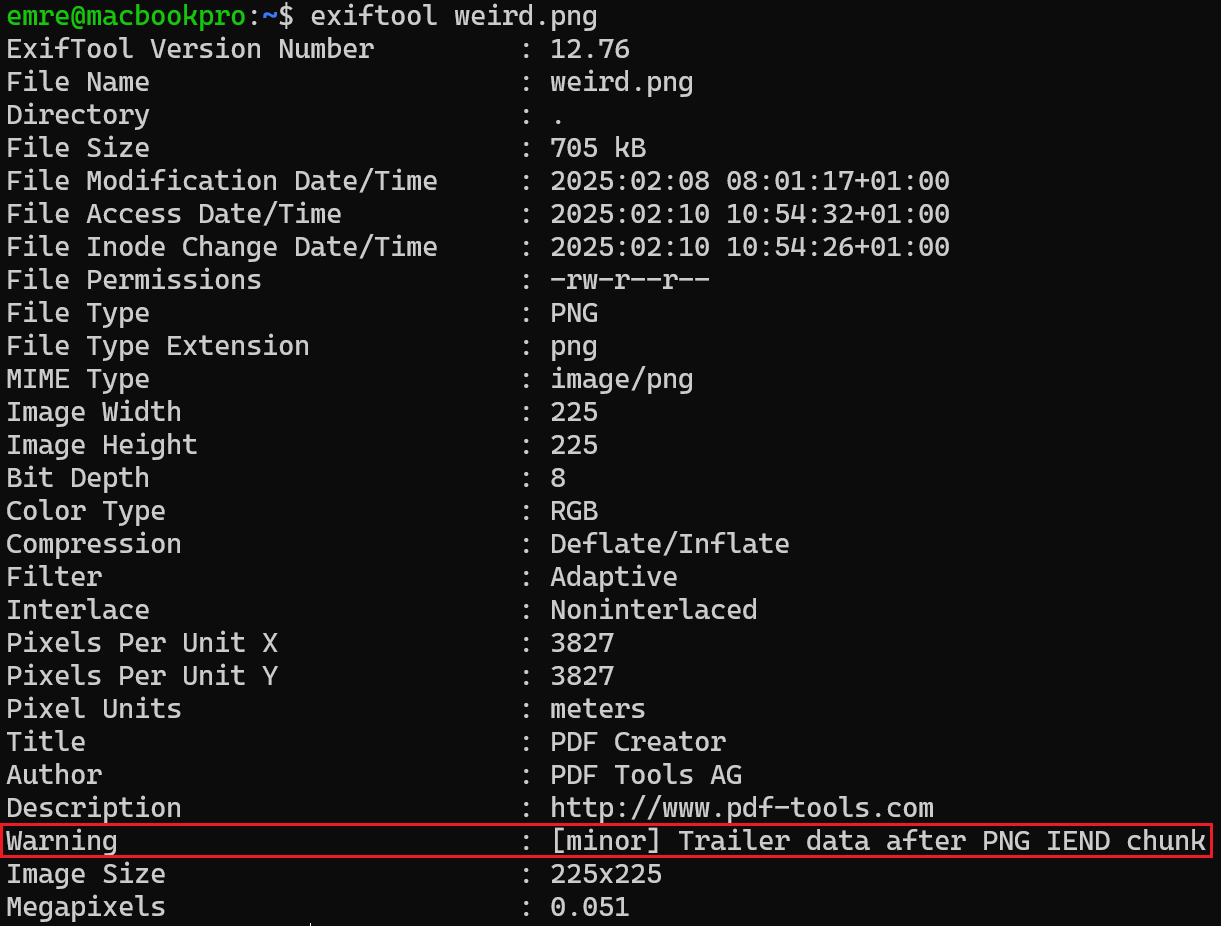 emre@macbookpro:~$ exiftool weird.png
ExifTool Version Number : 12.76
File Name : weird.png
Directory : .
File Size : 705 kB
File Modification Date/Time : 2025:02:08 08:01:17+01:00
File Access Date/Time : 2025:02:10 10:54:32+01:00
File Inode Change Date/Time : 2025:02:10 10:54:26+01:00
File Permissions : -rw-r--r--
File Type : PNG
File Type Extension : png
MIME Type : image/png
Image Width : 225
Image Height : 225
Bit Depth : 8
Color Type : RGB
Compression : Deflate/Inflate
Filter : Adaptive
Interlace : Noninterlaced
Pixels Per Unit X : 3827
Pixels Per Unit Y : 3827
Pixel Units : meters
Title : PDF Creator
Author : PDF Tools AG
Description : http://www.pdf-tools.com
Warning : [minor] Trailer data after PNG IEND chunk
Image Size : 225x225
Megapixels : 0.051